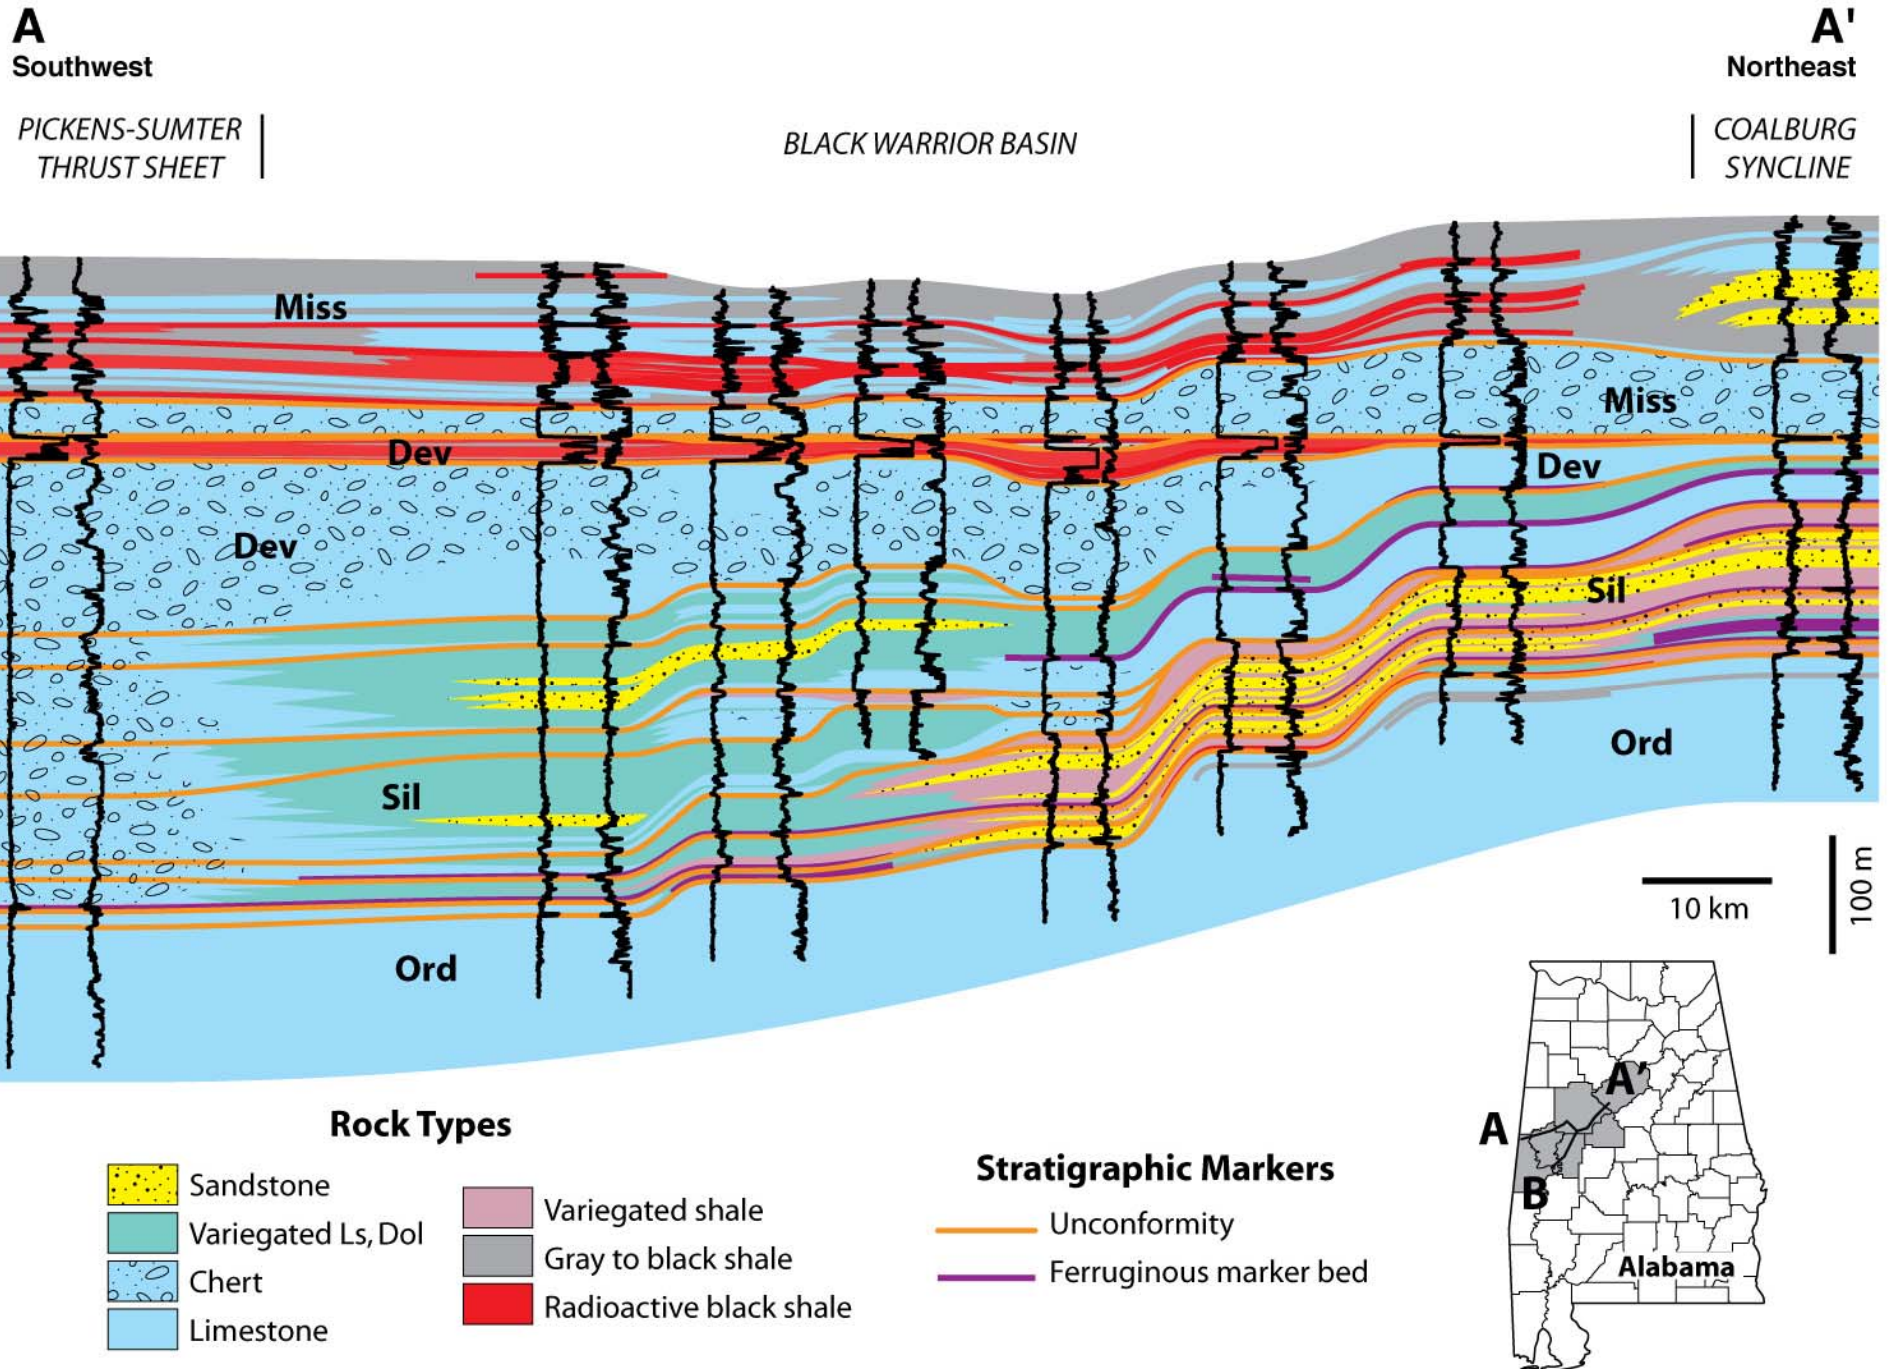 A
Southwest
A'
Northeast
PICKENS-SUMTER
THRUST SHEET
BLACK WARRIOR BASIN
COALBURG
SYNCLINE
Miss
Dev
Dev
Sil
Ord
Miss
Dev
Sil
Ord
10 km
100 m
Rock Types
Sandstone
Variegated Ls, Dol
Chert
Limestone
Variegated shale
Gray to black shale
Radioactive black shale
Stratigraphic Markers
Unconformity
Ferruginous marker bed
A'
A
B
Alabama